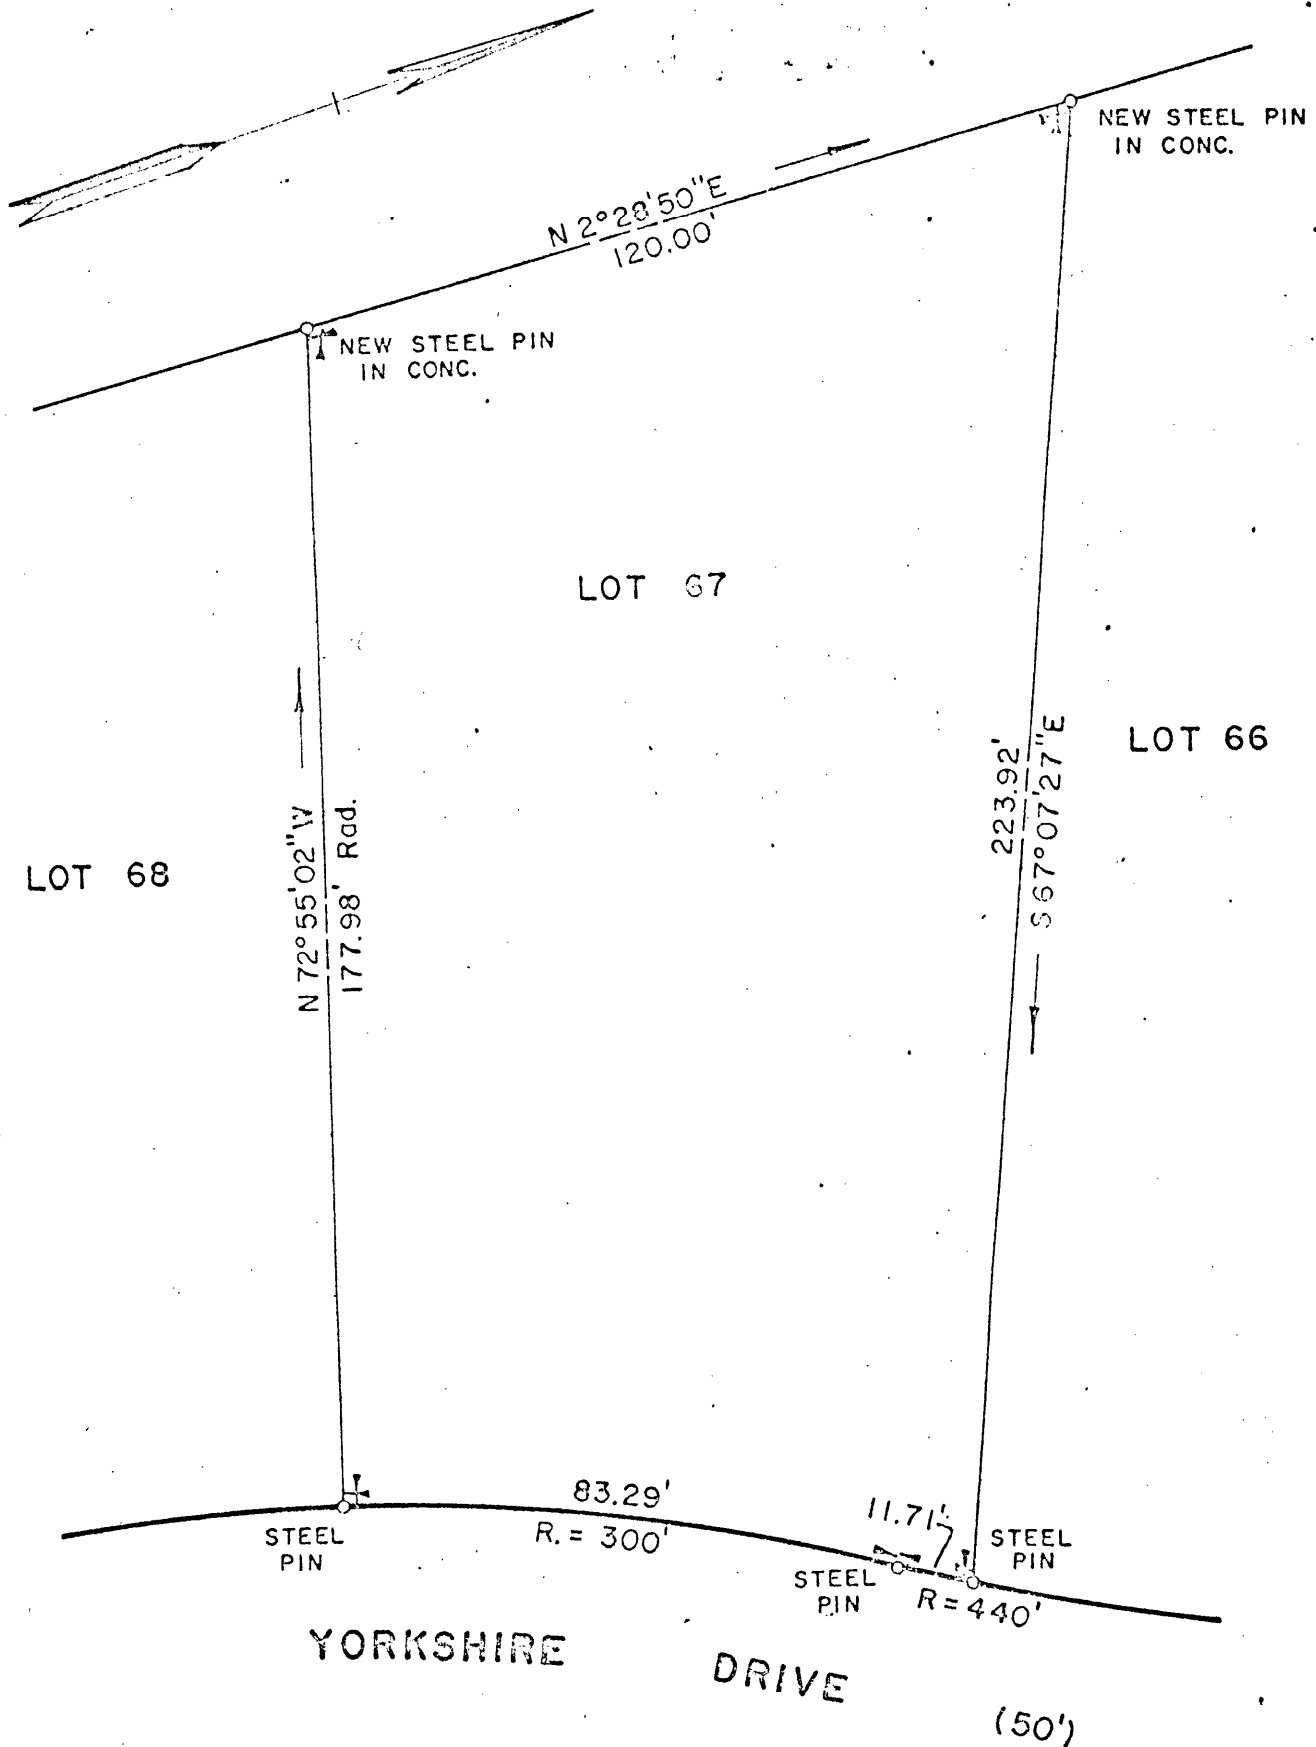 NEW STEEL PIN
IN CONC.
N 2°28'50"E
120.00'
NEW STEEL PIN
IN CONC.
LOT 67
LOT 66
223.92'
S 67°07'27"E
LOT 68
N 72°55'02"W
177.98' Rad.
83.29'
R. = 300'
11.71'
STEEL
PIN
STEEL
PIN
STEEL
PIN
R = 440'
YORKSHIRE DRIVE
(50')